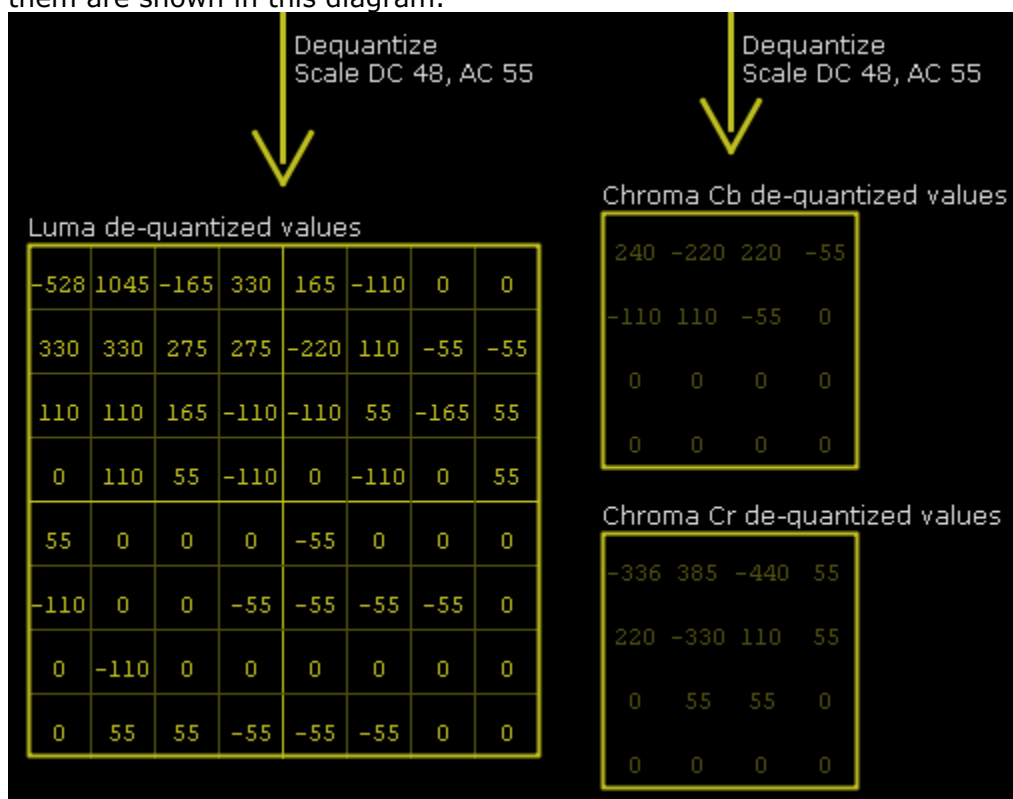 them are shown in this diagram:
Dequantize
Scale DC 48, AC 55
Dequantize
Scale DC 48, AC 55
Luma de-quantized values
-528 1045 -165 330 165 -110 0 0
330 330 275 275 -220 110 -55 -55
110 110 165 -110 -110 55 -165 55
0 110 55 -110 0 -110 0 55
55 0 0 0 -55 0 0 0
-110 0 0 -55 -55 -55 -55 0
0 -110 0 0 0 0 0 0
0 55 55 -55 -55 -55 0 0
Chroma Cb de-quantized values
240 -220 220 -55
-110 110 -55 0
0 0 0 0
0 0 0 0
Chroma Cr de-quantized values
-336 385 -440 55
220 -330 110 55
0 55 55 0
0 0 0 0